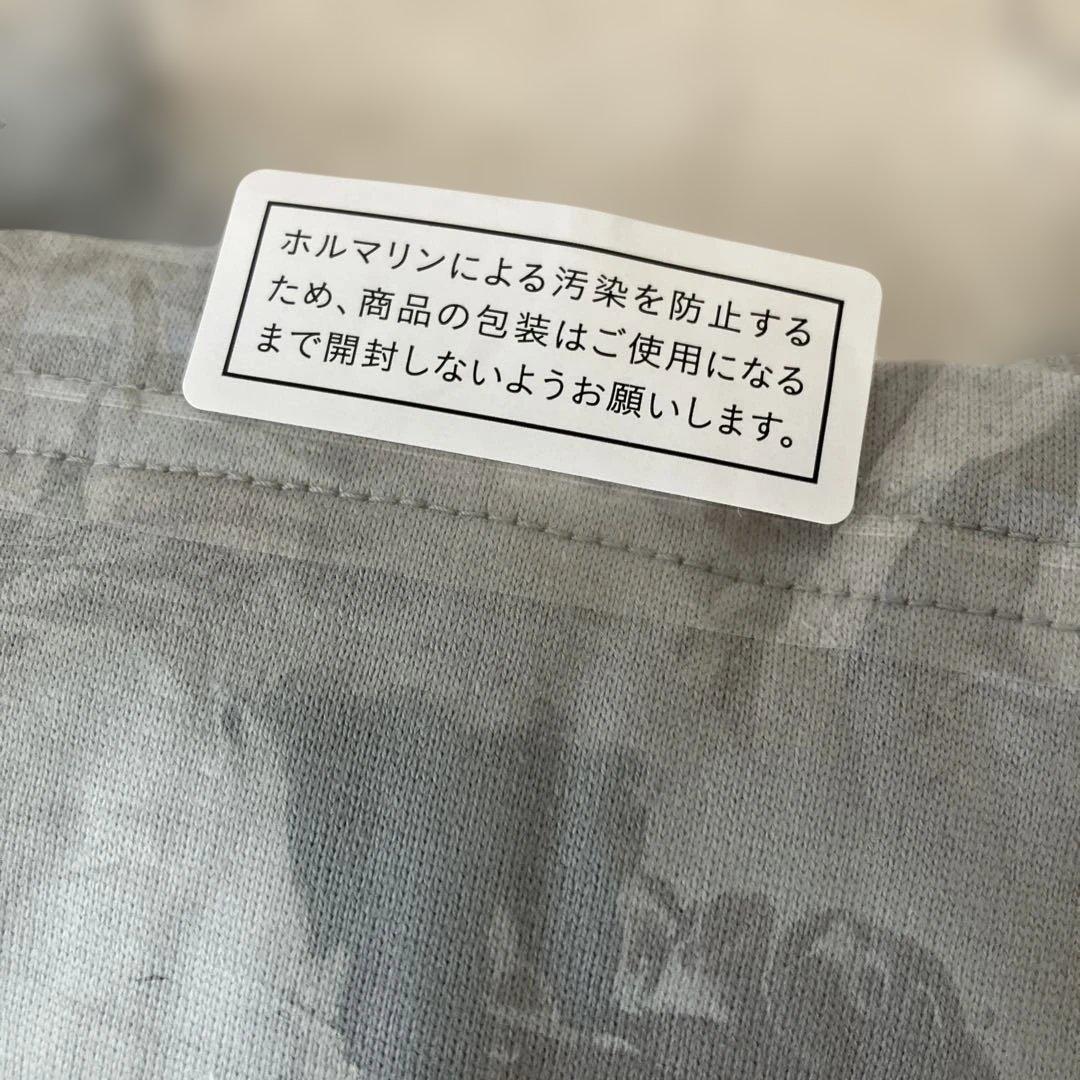 ホルマリンによる汚染を防止する
ため、商品の包装はご使用になる
まで開封しないようお願いします。